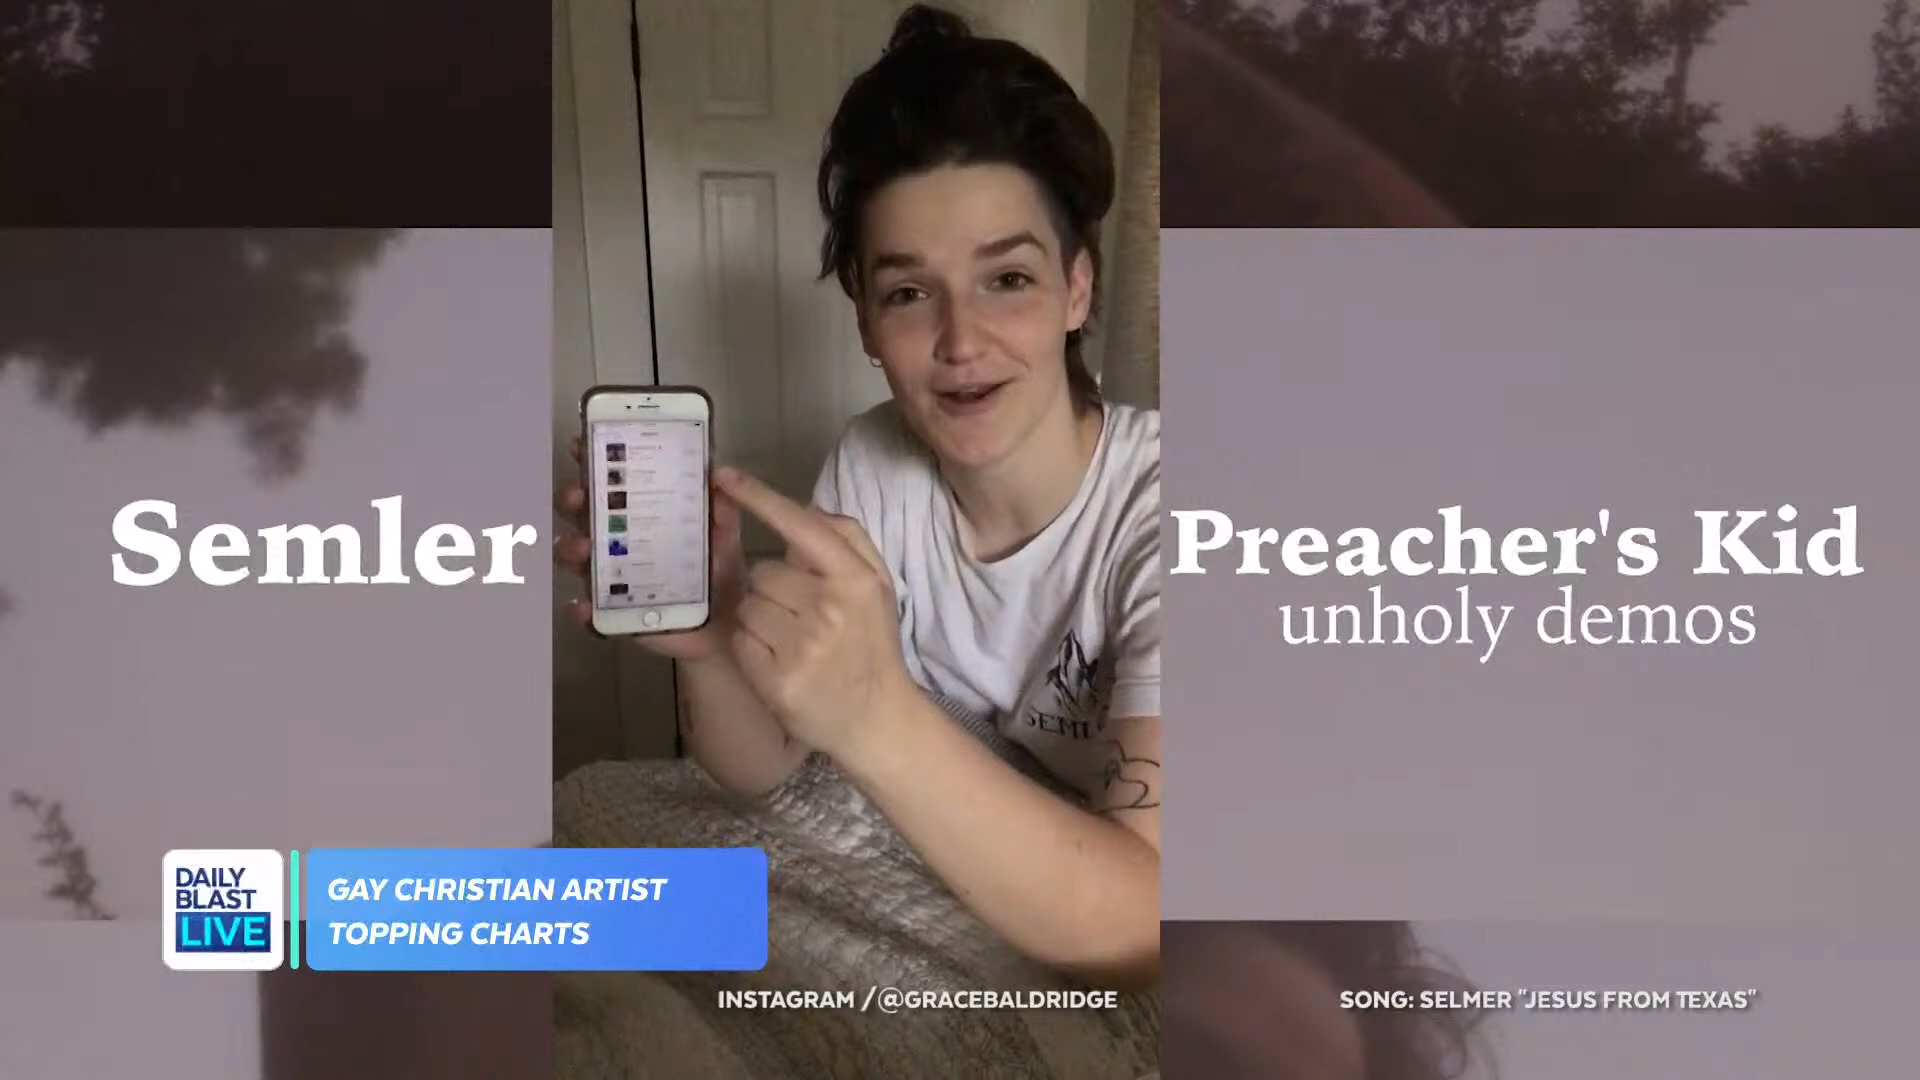 Semler
Preacher's Kid
unholy demos
SEML
DAILY
BLAST
LIVE
GAY CHRISTIAN ARTIST
TOPPING CHARTS
INSTAGRAM /@GRACEBALDRIDGE
SONG: SELMER "JESUS FROM TEXAS"